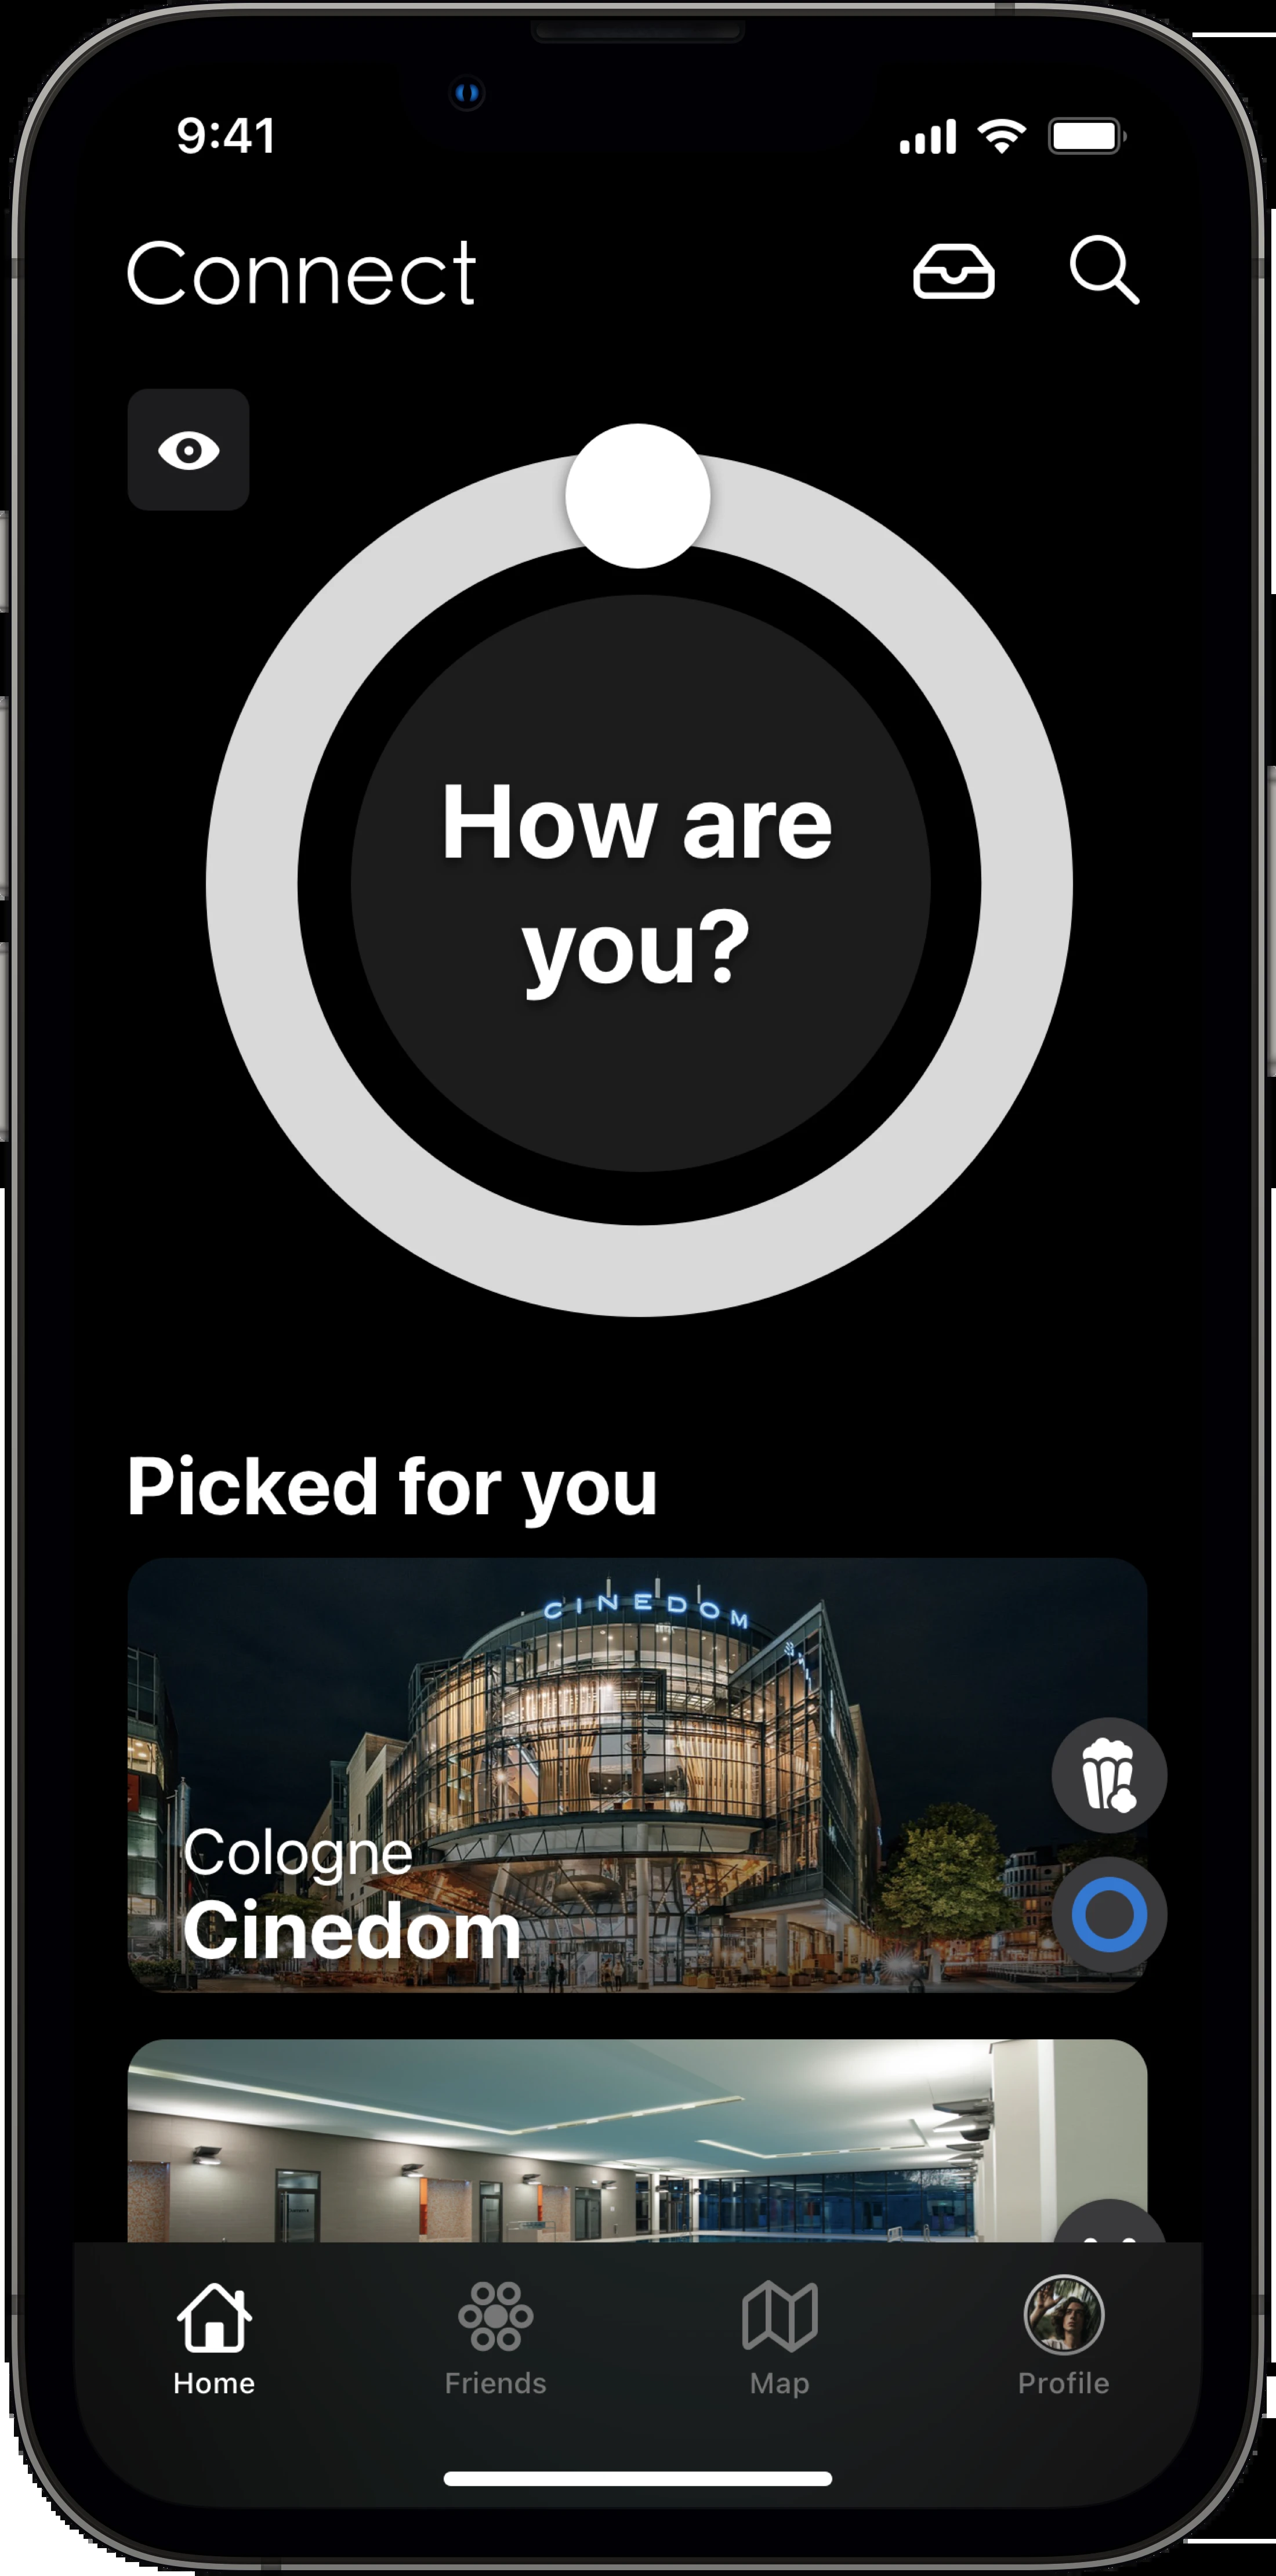 9:41
Connect
How are
you?
Picked for you
CINEDOM
Cologne
Cinedom
Home
Friends
Map
Profile